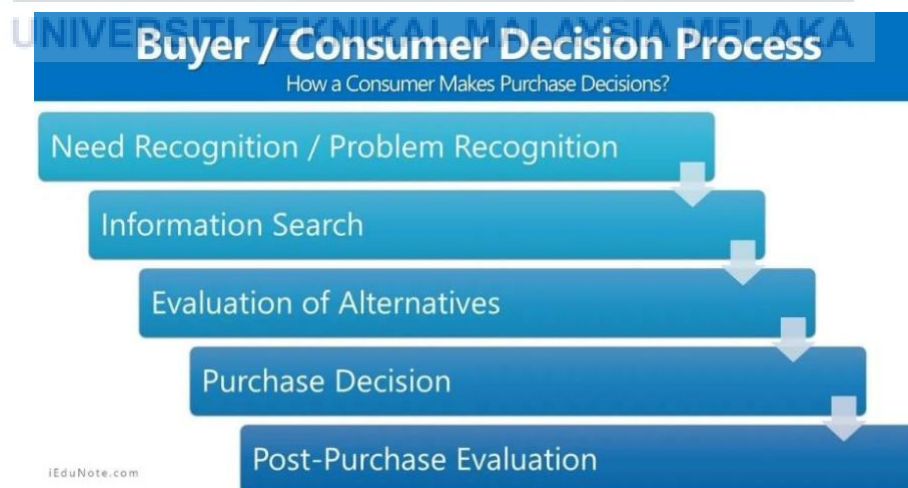 UNIVERSITI TEKNIKAL MALAYSIA MELAKA
Buyer / Consumer Decision Process
How a Consumer Makes Purchase Decisions?
Need Recognition / Problem Recognition
Information Search
Evaluation of Alternatives
Purchase Decision
Post-Purchase Evaluation
iEduNote.com